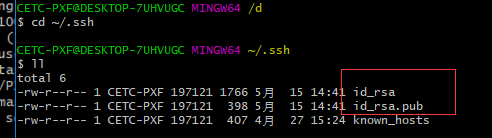 CETC-PXF@DESKTOP-7UHVUGC MINGW64 /d
$ cd ~/.ssh
CETC-PXF@DESKTOP-7UHVUGC MINGW64 ~/.ssh
$ ll
total 6
-rw-r--r-- 1 CETC-PXF 197121 1766 5月 15 14:41 id_rsa
-rw-r--r-- 1 CETC-PXF 197121 398 5月 15 14:41 id_rsa.pub
-rw-r--r-- 1 CETC-PXF 197121 407 4月 27 15:24 known_hosts